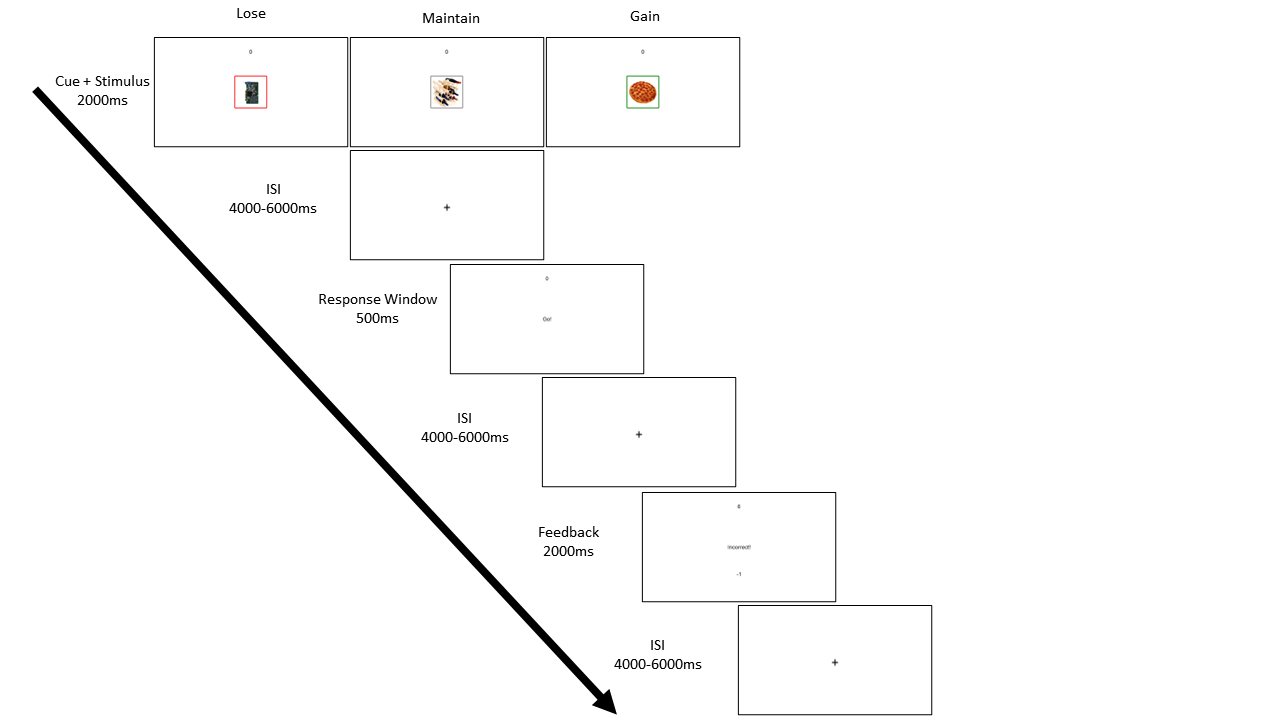 Lose
Maintain
Gain
Cue + Stimulus
2000ms
0
0
0
ISI
4000-6000ms
Response Window
500ms
0
Go!
ISI
4000-6000ms
Feedback
2000ms
Incorrect!
-1
ISI
4000-6000ms